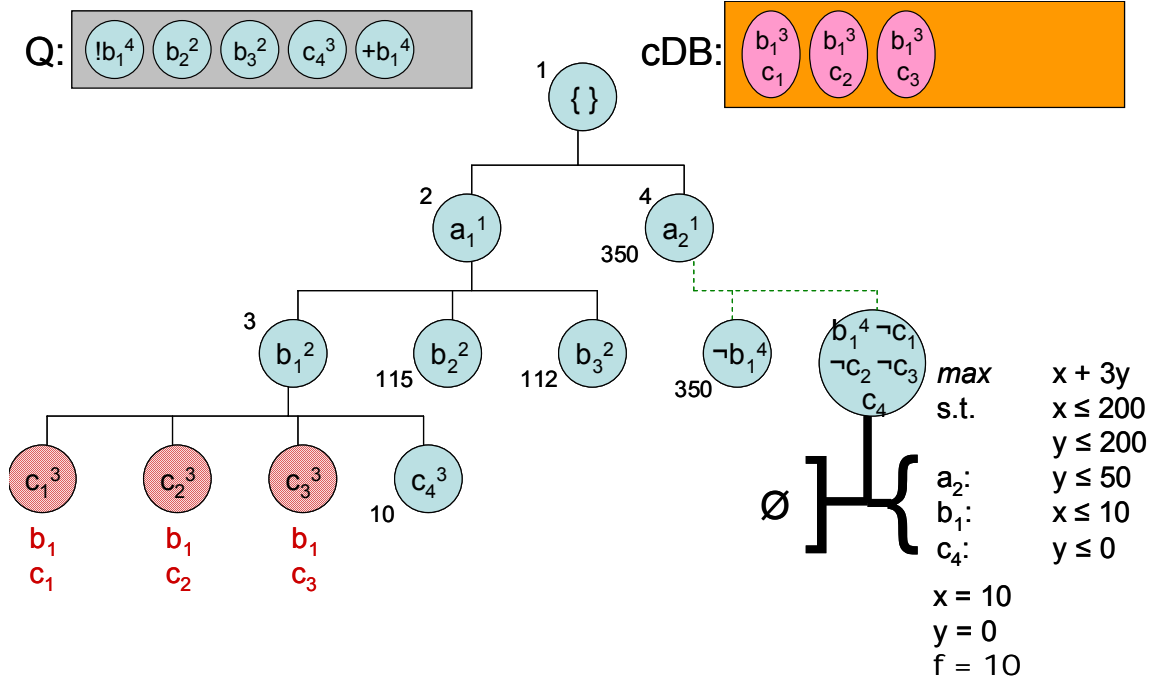 Q: !b₁⁴ b₂² b₃² c₄³ +b₁⁴
cDB: b₁³ c₁ b₁³ c₂ b₁³ c₃
1 { }
2 a₁¹
4 a₂¹
350
3 b₁²
b₂²
115
b₃²
112
¬b₁⁴
350
b₁⁴ ¬c₁
¬c₂ ¬c₃
c₄
c₁³
c₂³
c₃³
c₄³
10
b₁ b₁ b₁
c₁ c₂ c₃
Ø
max x + 3y
s.t. x ≤ 200
y ≤ 200
a₂: y ≤ 50
b₁: x ≤ 10
c₄: y ≤ 0
x = 10
y = 0
f = 10